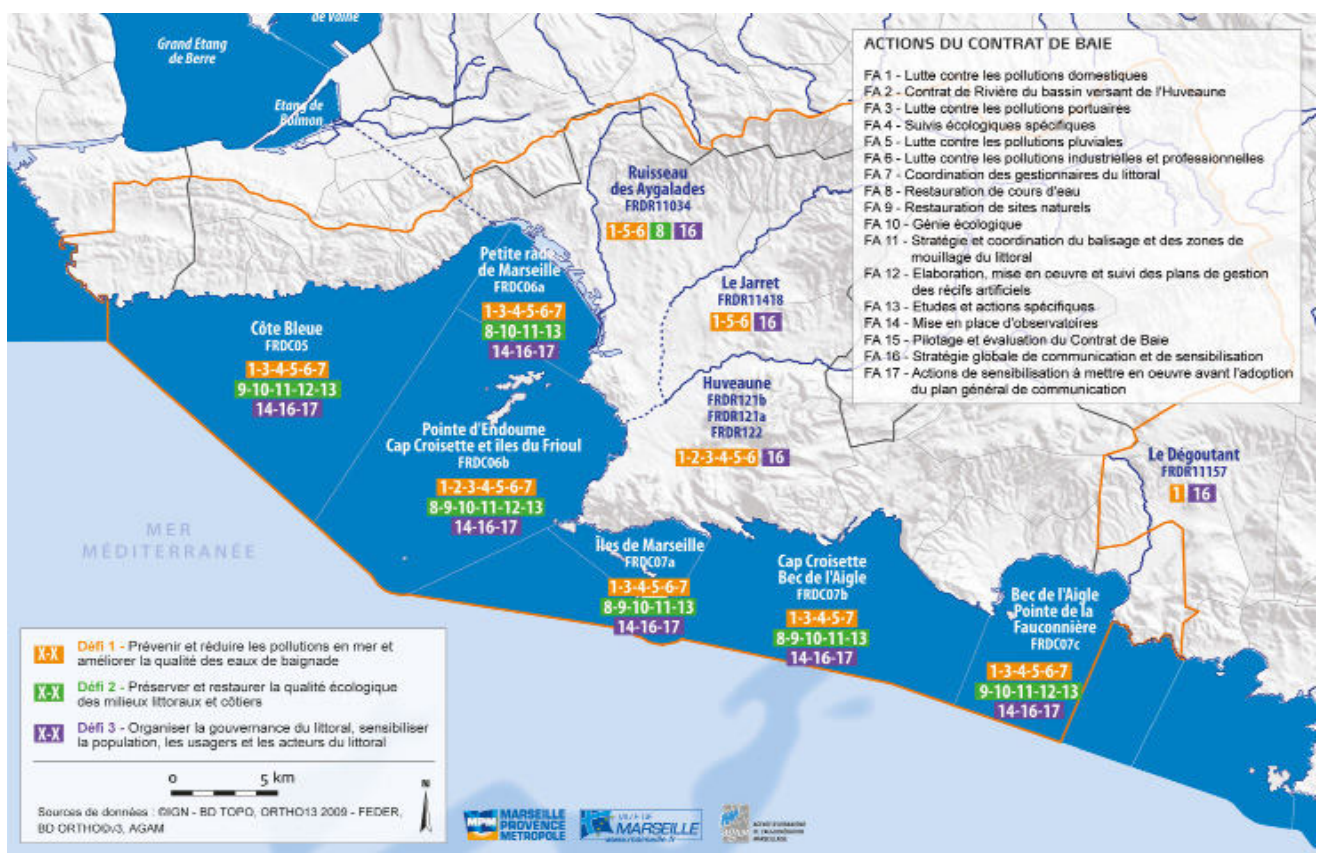 de Vaine
Grand Etang
de Berre
Etang de
Bolmon
ACTIONS DU CONTRAT DE BAIE
FA 1 - Lutte contre les pollutions domestiques
FA 2 - Contrat de Rivière du bassin versant de l'Huveaune
FA 3 - Lutte contre les pollutions portuaires
FA 4 - Suivis écologiques spécifiques
FA 5 - Lutte contre les pollutions pluviales
FA 6 - Lutte contre les pollutions industrielles et professionnelles
FA 7 - Coordination des gestionnaires du littoral
FA 8 - Restauration de cours d'eau
FA 9 - Restauration de sites naturels
FA 10 - Génie écologique
FA 11 - Stratégie et coordination du balisage et des zones de
mouillage du littoral
FA 12 - Elaboration, mise en oeuvre et suivi des plans de gestion
des récifs artificiels
FA 13 - Etudes et actions spécifiques
FA 14 - Mise en place d'observatoires
FA 15 - Pilotage et évaluation du Contrat de Baie
FA 16 - Stratégie globale de communication et de sensibilisation
FA 17 - Actions de sensibilisation à mettre en oeuvre avant l'adoption
du plan général de communication
Ruisseau
des Aygalades
FRDR11034
1-5-6 8 16
Petite rade
de Marseille
FRDC06a
1-3-4-5-6-7
8-10-11-13
14-16-17
Le Jarret
FRDR11418
1-5-6 16
Côte Bleue
FRDC05
1-3-4-5-6-7
9-10-11-12-13
14-16-17
Huveaune
FRDR121b
FRDR121a
FRDR122
1-2-3-4-5-6 16
Pointe d'Endoume
Cap Croisette et îles du Frioul
FRDC06b
1-2-3-4-5-6-7
8-9-10-11-12-13
14-16-17
Le Dégoutant
FRDR11157
1 16
MER
MÉDITERRANÉE
Îles de Marseille
FRDC07a
1-3-4-5-6-7
8-9-10-11-13
14-16-17
Cap Croisette
Bec de l'Aigle
FRDC07b
1-3-4-5-7
8-9-10-11-13
14-16-17
Bec de l'Aigle
Pointe de la
Fauconnière
FRDC07c
1-3-4-5-6-7
9-10-11-12-13
14-16-17
X-X Défi 1 - Prévenir et réduire les pollutions en mer et
améliorer la qualité des eaux de baignade
X-X Défi 2 - Préserver et restaurer la qualité écologique
des milieux littoraux et côtiers
X-X Défi 3 - Organiser la gouvernance du littoral, sensibiliser
la population, les usagers et les acteurs du littoral
0 5 km
N
Sources de données : ©IGN - BD TOPO, ORTHO13 2009 - FEDER,
BD ORTHO©v3, AGAM
MPM MARSEILLE
PROVENCE
METROPOLE
VILLE DE
MARSEILLE